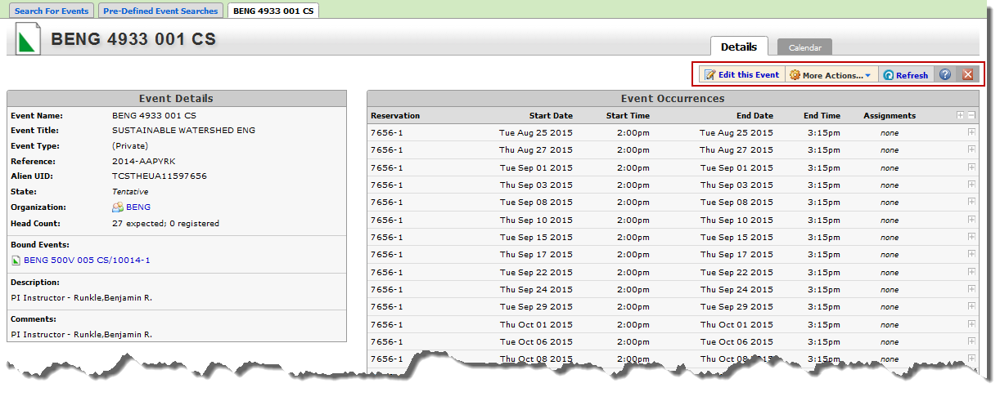 Search For Events Pre-Defined Event Searches BENG 4933 001 CS
BENG 4933 001 CS
Details Calendar
Edit this Event More Actions... Refresh ?
Event Details
Event Name: BENG 4933 001 CS
Event Title: SUSTAINABLE WATERSHED ENG
Event Type: (Private)
Reference: 2014-AAPYRK
Alien UID: TCSTHEUA11597656
State: Tentative
Organization: BENG
Head Count: 27 expected; 0 registered
Bound Events:
BENG 500V 005 CS/10014-1
Description:
PI Instructor - Runkle,Benjamin R.
Comments:
PI Instructor - Runkle,Benjamin R.
Event Occurrences
Reservation Start Date Start Time End Date End Time Assignments
7656-1 Tue Aug 25 2015 2:00pm Tue Aug 25 2015 3:15pm none
7656-1 Thu Aug 27 2015 2:00pm Thu Aug 27 2015 3:15pm none
7656-1 Tue Sep 01 2015 2:00pm Tue Sep 01 2015 3:15pm none
7656-1 Thu Sep 03 2015 2:00pm Thu Sep 03 2015 3:15pm none
7656-1 Tue Sep 08 2015 2:00pm Tue Sep 08 2015 3:15pm none
7656-1 Thu Sep 10 2015 2:00pm Thu Sep 10 2015 3:15pm none
7656-1 Tue Sep 15 2015 2:00pm Tue Sep 15 2015 3:15pm none
7656-1 Thu Sep 17 2015 2:00pm Thu Sep 17 2015 3:15pm none
7656-1 Tue Sep 22 2015 2:00pm Tue Sep 22 2015 3:15pm none
7656-1 Thu Sep 24 2015 2:00pm Thu Sep 24 2015 3:15pm none
7656-1 Tue Sep 29 2015 2:00pm Tue Sep 29 2015 3:15pm none
7656-1 Thu Oct 01 2015 2:00pm Thu Oct 01 2015 3:15pm none
7656-1 Tue Oct 06 2015 2:00pm Tue Oct 06 2015 3:15pm none
7656-1 Thu Oct 08 2015 2:00pm Thu Oct 08 2015 3:15pm none